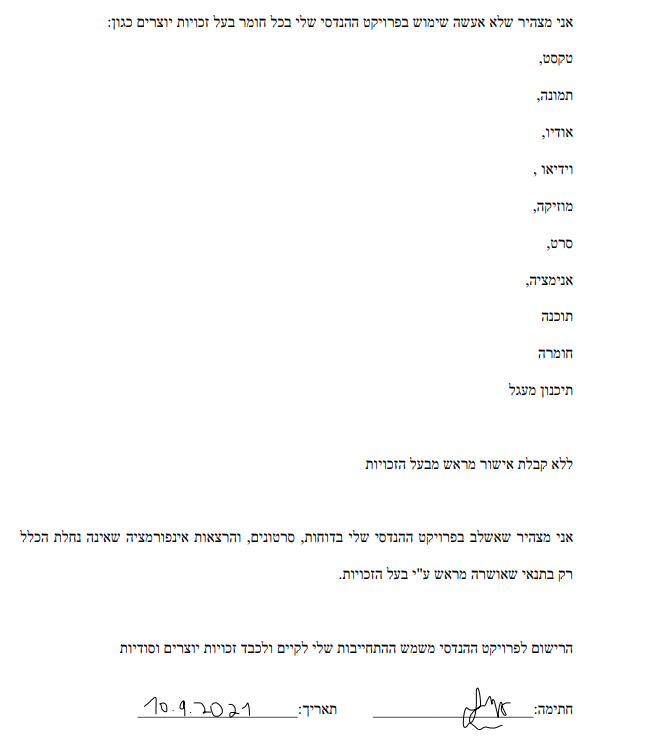 אני מצהיר שלא אעשה שימוש בפרויקט ההנדסי שלי בכל חומר בעל זכויות יוצרים כגון:
טקסט,
תמונה,
אודיו,
וידיאו ,
מוזיקה,
סרט,
אנימציה,
תוכנה
חומרה
תיכנון מעגל
ללא קבלת אישור מראש מבעל הזכויות
אני מצהיר שאשלב בפרויקט ההנדסי שלי בדוחות, סרטונים, והרצאות אינפורמציה שאינה נחלת הכלל
רק בתנאי שאושרה מראש ע"י בעל הזכויות.
הרישום לפרויקט ההנדסי משמש ההתחייבות שלי לקיים ולכבד זכויות יוצרים וסודיות
חתימה: תאריך: 10.9.2021